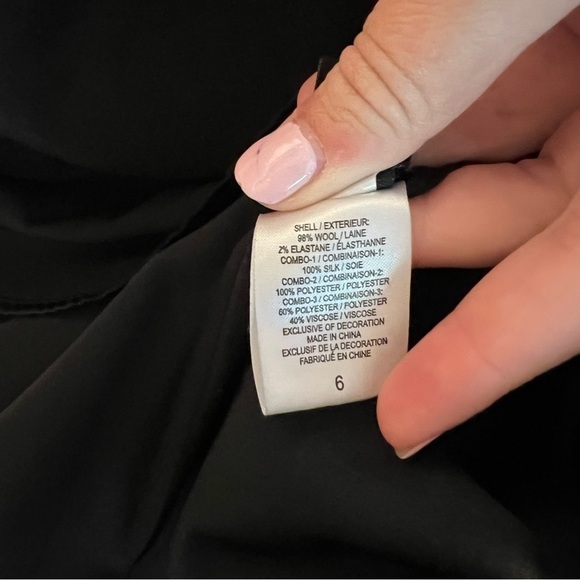 SHELL / EXTERIEUR:
98% WOOL / LAINE
2% ELASTANE / ÉLASTHANNE
COMBO-1 / COMBINAISON-1:
100% SILK / SOIE
COMBO-2 / COMBINAISON-2:
100% POLYESTER / POLYESTER
COMBO-3 / COMBINAISON-3:
60% POLYESTER / POLYESTER
40% VISCOSE / VISCOSE
EXCLUSIVE OF DECORATION
MADE IN CHINA
EXCLUSIF DE LA DECORATION
FABRIQUÉ EN CHINE
6